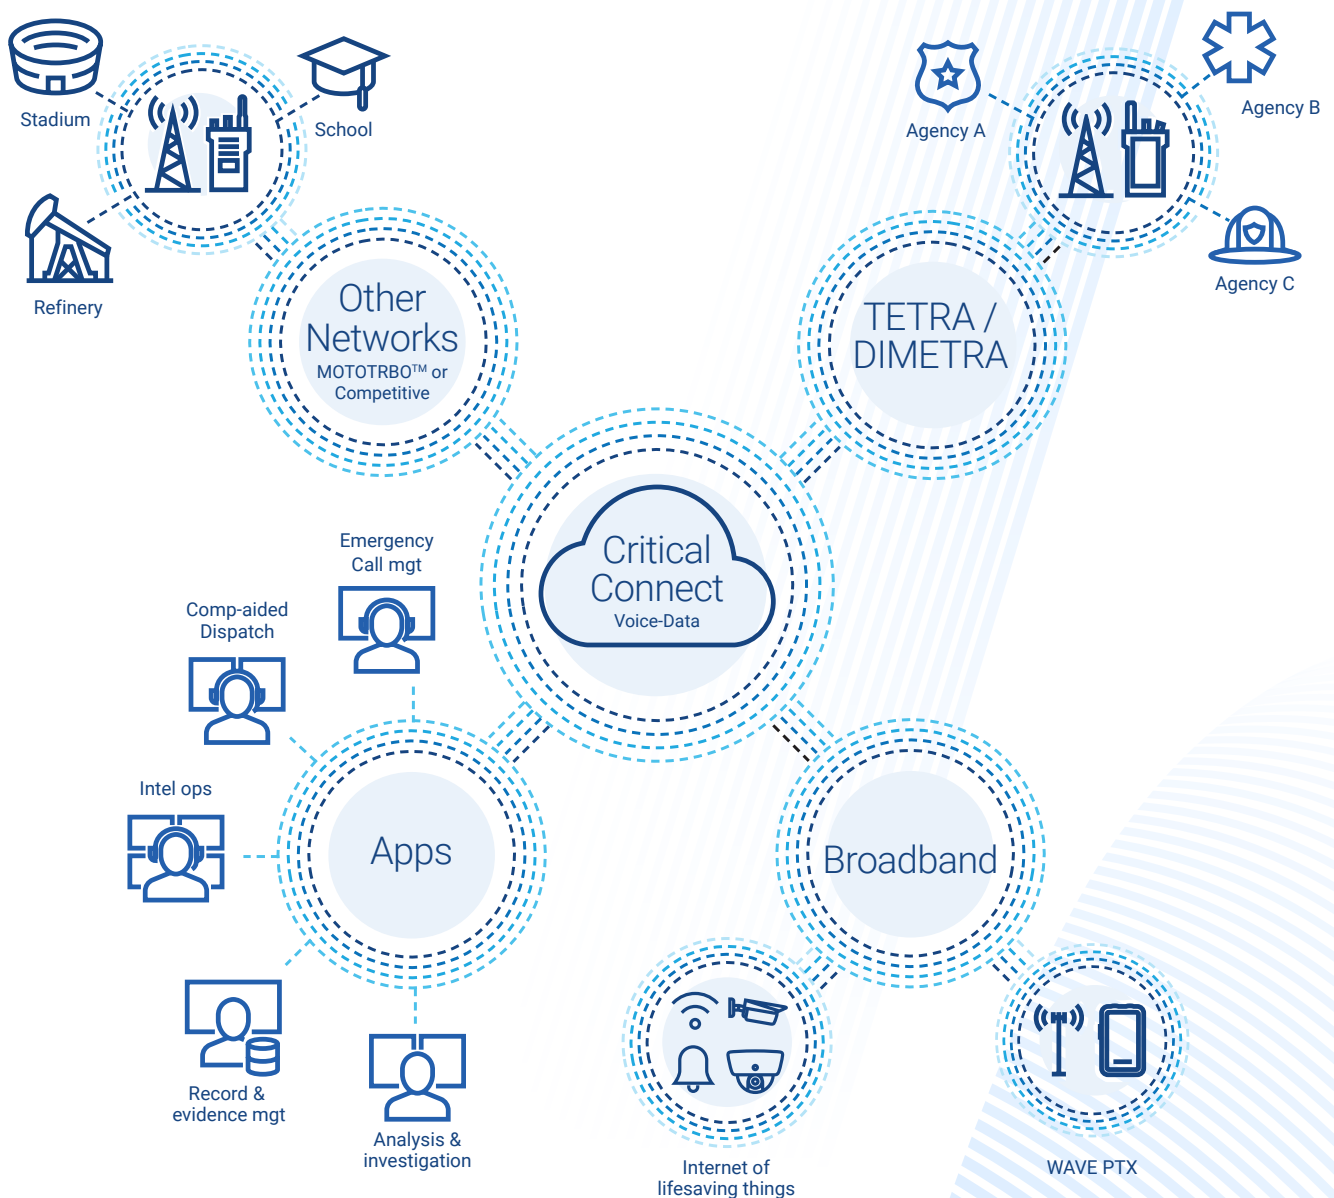 Stadium
School
Refinery
Agency A
Agency B
Agency C
Other
Networks
MOTOTRBO™ or
Competitive
TETRA /
DIMETRA
Critical
Connect
Voice-Data
Emergency
Call mgt
Comp-aided
Dispatch
Intel ops
Apps
Broadband
Record &
evidence mgt
Analysis &
investigation
Internet of
lifesaving things
WAVE PTX